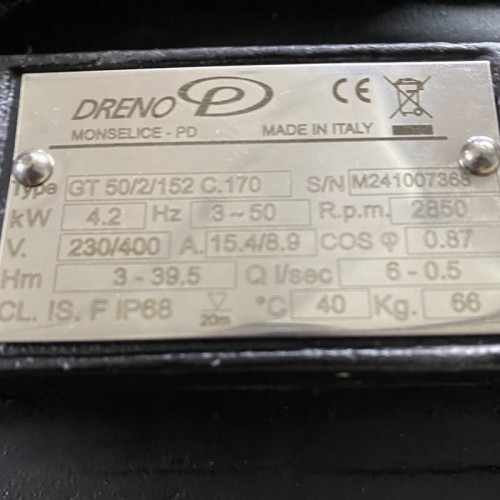 DRENO P CE
MONSELICE - PD MADE IN ITALY
Type GT 50/2/152 C.170 S/N M241007368
kW 4.2 Hz 3~50 R.p.m. 2850
V. 230/400 A. 15.4/8.9 COS φ 0.87
Hm 3 - 39.5 Q l/sec 6 - 0.5
CL. IS. F IP68 20m °C 40 Kg. 66